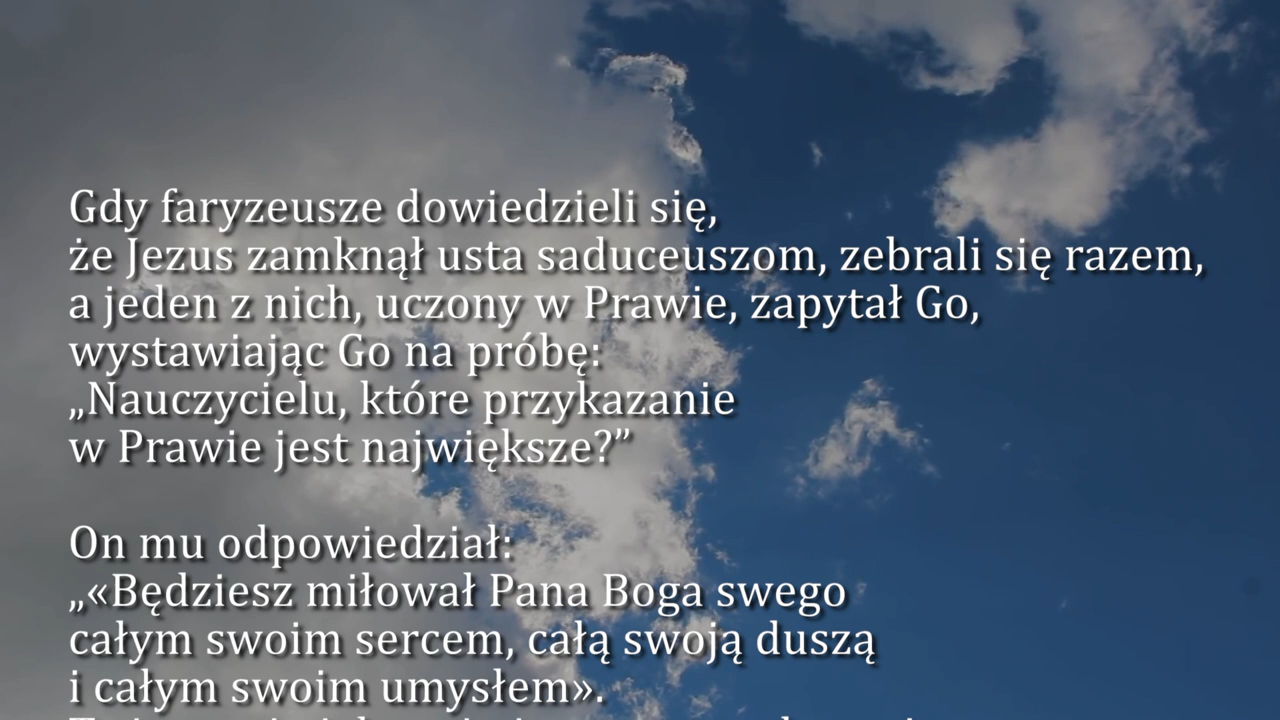 Gdy faryzeusze dowiedzieli się,
że Jezus zamknął usta saduceuszom, zebrali się razem,
a jeden z nich, uczony w Prawie, zapytał Go,
wystawiając Go na próbę:
„Nauczycielu, które przykazanie
w Prawie jest największe?”
On mu odpowiedział:
„«Będziesz miłował Pana Boga swego
całym swoim sercem, całą swoją duszą
i całym swoim umysłem».